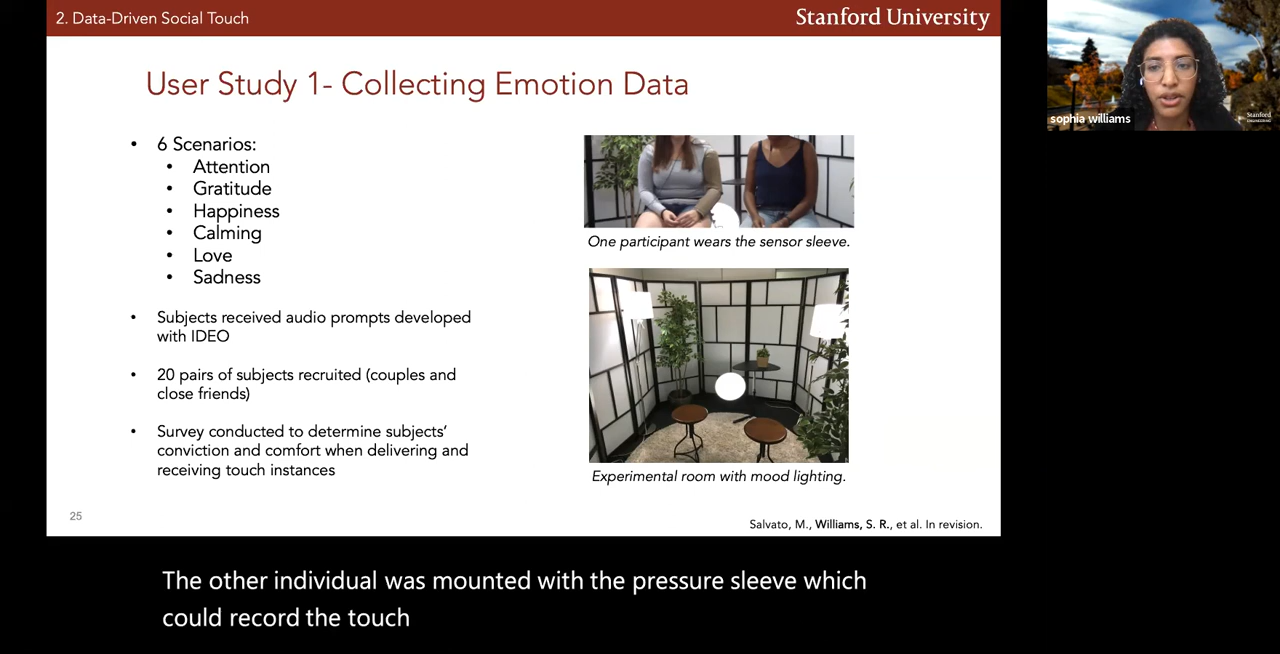 2. Data-Driven Social Touch
Stanford University
User Study 1- Collecting Emotion Data
• 6 Scenarios:
• Attention
• Gratitude
• Happiness
• Calming
• Love
• Sadness
• Subjects received audio prompts developed
with IDEO
• 20 pairs of subjects recruited (couples and
close friends)
• Survey conducted to determine subjects’
conviction and comfort when delivering and
receiving touch instances
One participant wears the sensor sleeve.
Experimental room with mood lighting.
25
Salvato, M., Williams, S. R., et al. In revision.
sophia williams
Stanford
ENGINEERING
The other individual was mounted with the pressure sleeve which
could record the touch